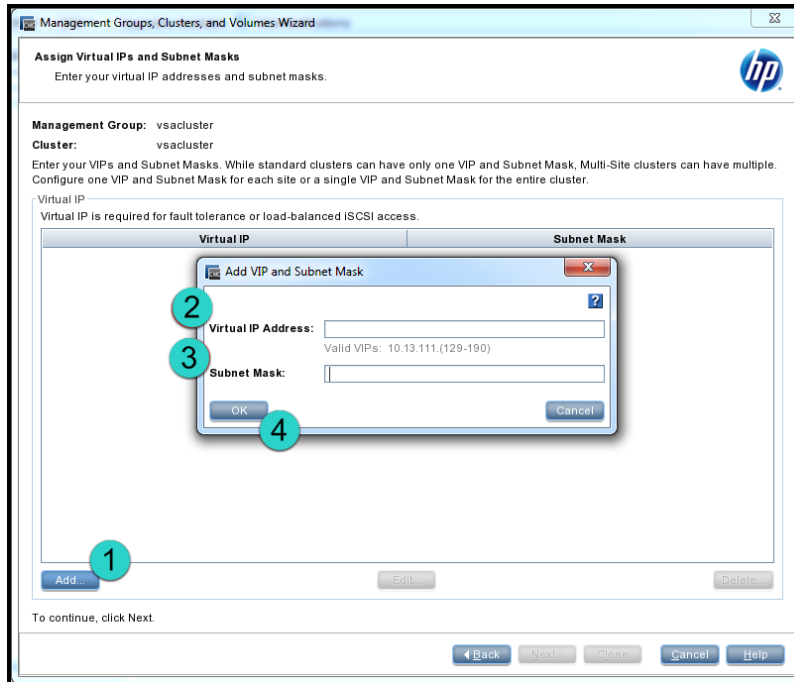 CMC Management Groups, Clusters, and Volumes Wizard
Assign Virtual IPs and Subnet Masks
Enter your virtual IP addresses and subnet masks.
hp
Management Group: vsacluster
Cluster: vsacluster
Enter your VIPs and Subnet Masks. While standard clusters can have only one VIP and Subnet Mask, Multi-Site clusters can have multiple.
Configure one VIP and Subnet Mask for each site or a single VIP and Subnet Mask for the entire cluster.
Virtual IP
Virtual IP is required for fault tolerance or load-balanced iSCSI access.
Virtual IP Subnet Mask
CMC Add VIP and Subnet Mask
?
2
Virtual IP Address:
Valid VIPs: 10.13.111.(129-190)
3
Subnet Mask:
OK Cancel
4
1
Add... Edit... Delete...
To continue, click Next.
Back Next Close Cancel Help